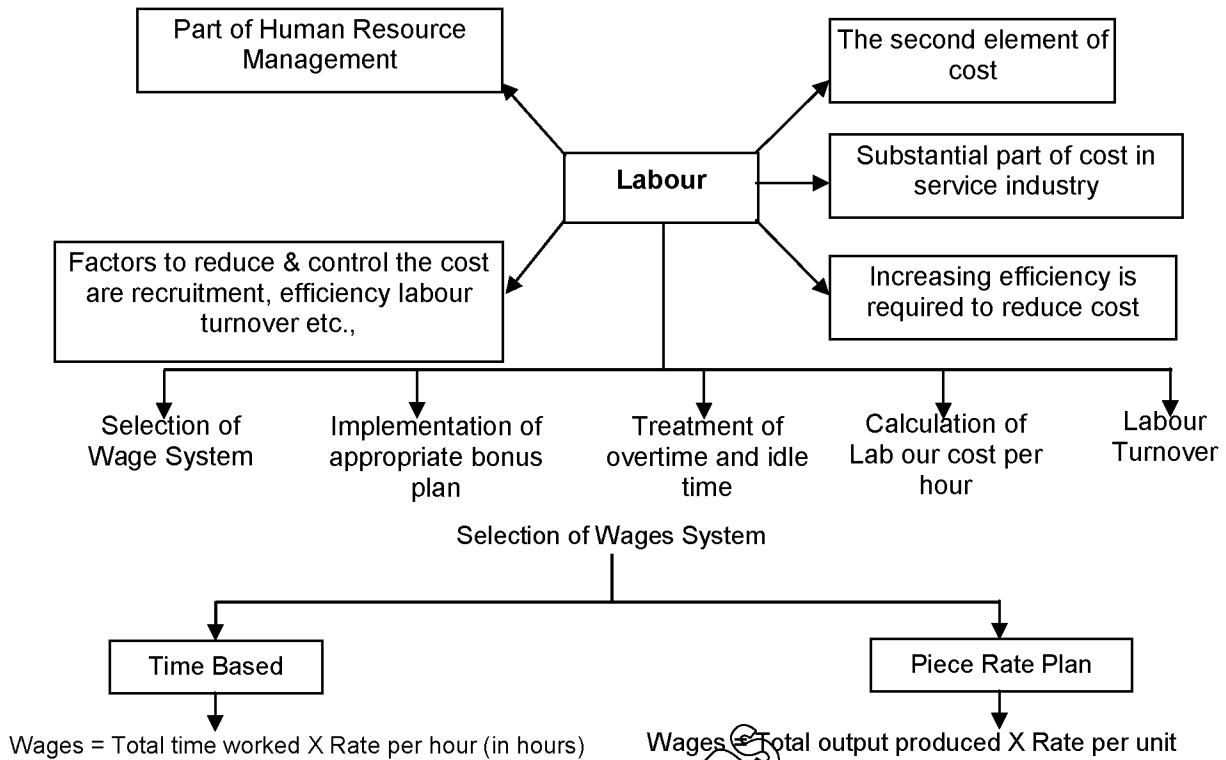 Part of Human Resource
Management
The second element of
cost
Labour
Substantial part of cost in
service industry
Factors to reduce & control the cost
are recruitment, efficiency labour
turnover etc.,
Increasing efficiency is
required to reduce cost
Selection of
Wage System
Implementation of
appropriate bonus
plan
Treatment of
overtime and idle
time
Calculation of
Lab our cost per
hour
Labour
Turnover
Selection of Wages System
Time Based
Piece Rate Plan
Wages = Total time worked X Rate per hour (in hours)
Wages = Total output produced X Rate per unit